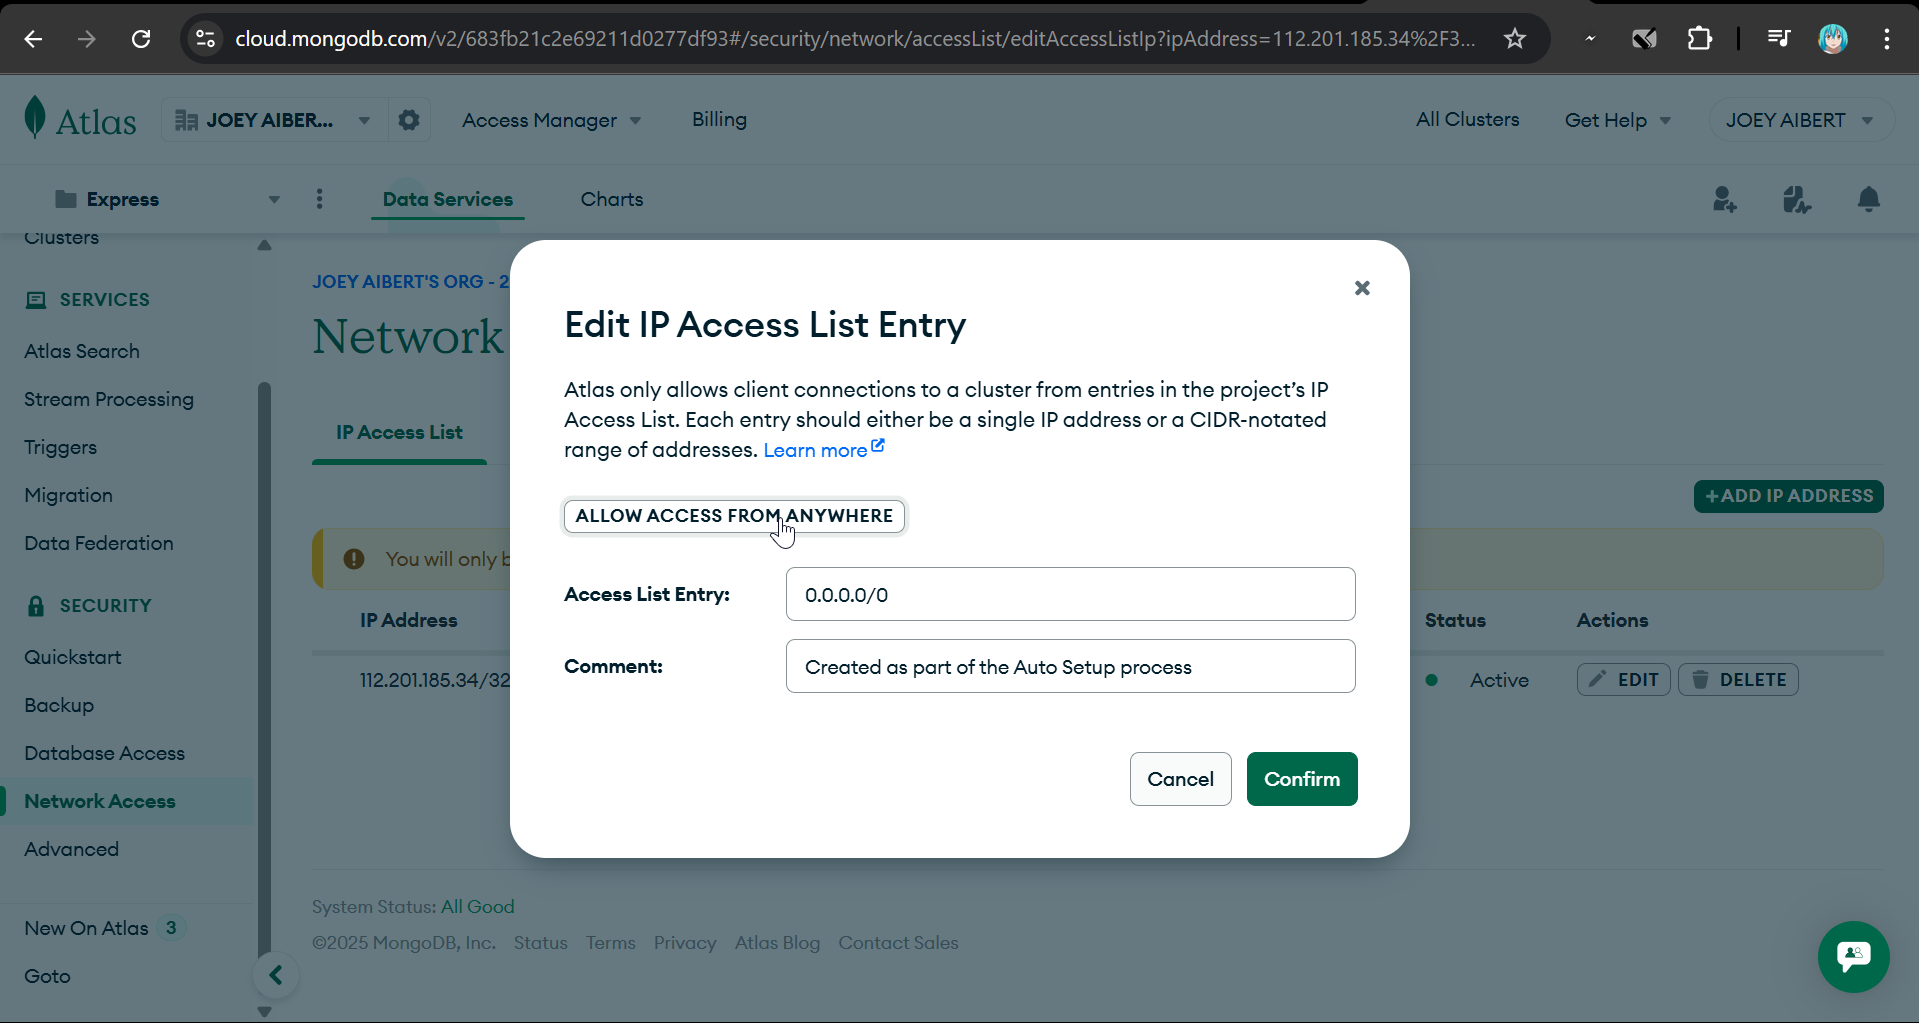 cloud.mongodb.com/v2/683fb21c2e69211d0277df93#/security/network/accessList/editAccessListIp?ipAddress=112.201.185.34%2F3...
Atlas
JOEY AIBER...
Access Manager
Billing
All Clusters
Get Help
JOEY AIBERT
Express
Data Services
Charts
Clusters
SERVICES
Atlas Search
Stream Processing
Triggers
Migration
Data Federation
SECURITY
Quickstart
Backup
Database Access
Network Access
Advanced
New On Atlas 3
Goto
JOEY AIBERT'S ORG - 2
Network
IP Access List
+ADD IP ADDRESS
You will only b
IP Address
Status
Actions
112.201.185.34/32
Active
EDIT
DELETE
Edit IP Access List Entry
Atlas only allows client connections to a cluster from entries in the project’s IP
Access List. Each entry should either be a single IP address or a CIDR-notated
range of addresses. Learn more
ALLOW ACCESS FROM ANYWHERE
Access List Entry:
0.0.0.0/0
Comment:
Created as part of the Auto Setup process
Cancel
Confirm
System Status: All Good
©2025 MongoDB, Inc. Status Terms Privacy Atlas Blog Contact Sales